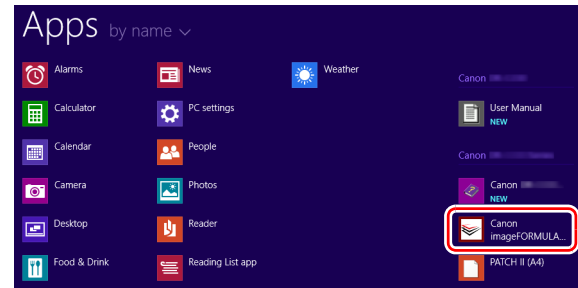 Apps by name
Alarms
Calculator
Calendar
Camera
Desktop
Food & Drink
News
PC settings
People
Photos
Reader
Reading List app
Weather
Canon
User Manual
NEW
Canon
Canon
NEW
Canon
imageFORMULA...
PATCH II (A4)